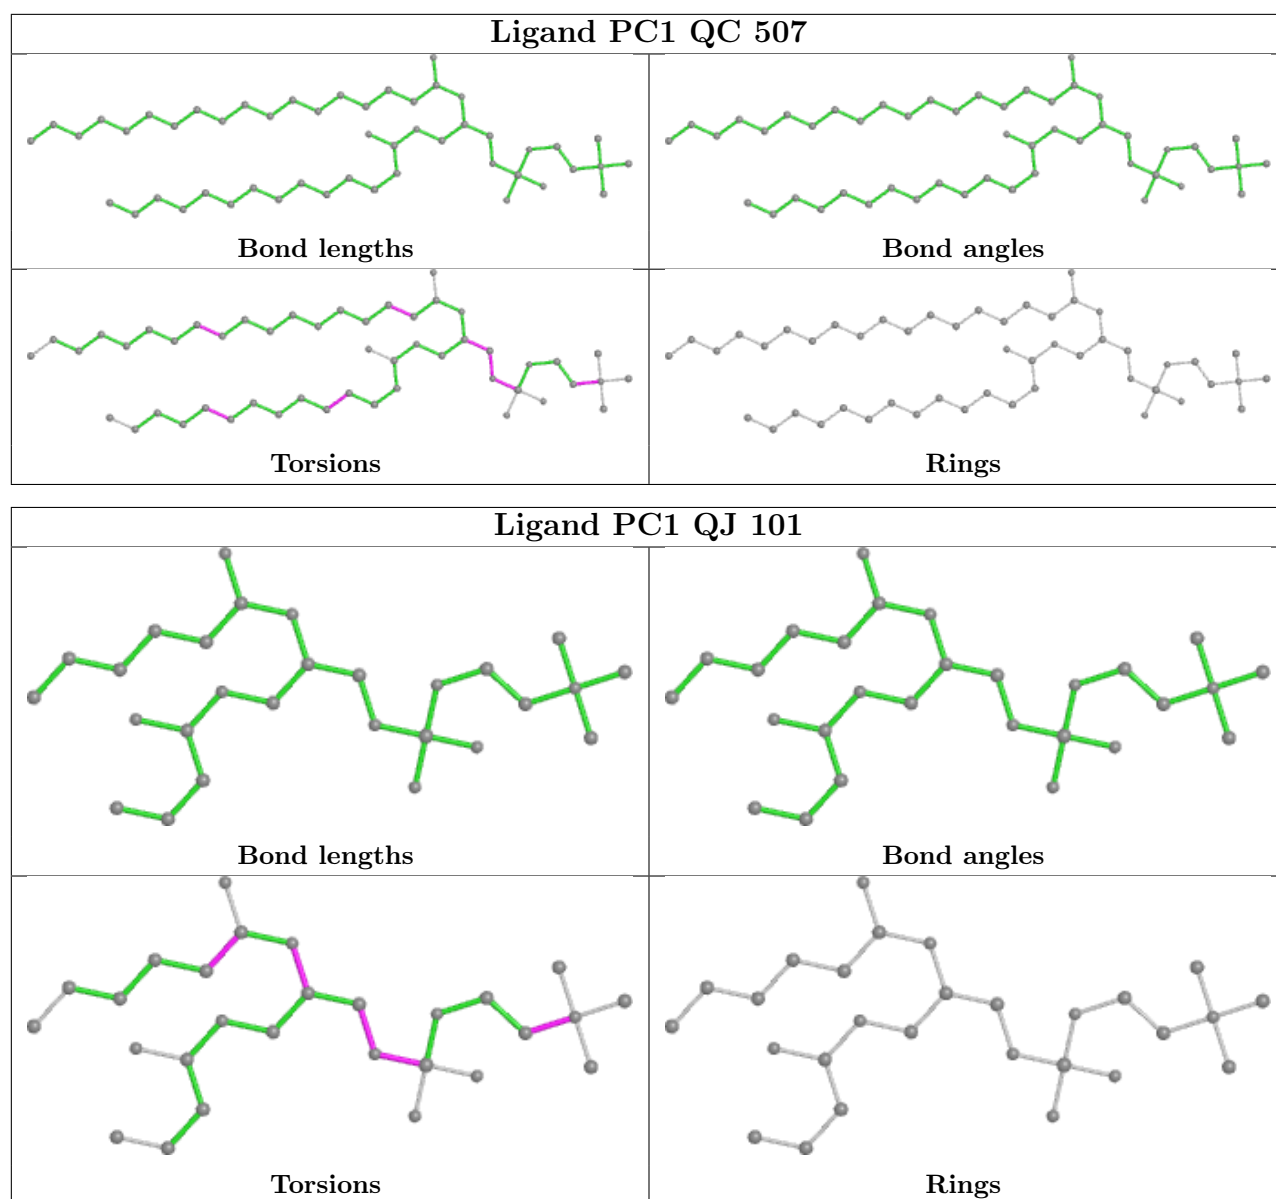 Ligand PC1 QC 507
Bond lengths
Bond angles
Torsions
Rings
Ligand PC1 QJ 101
Bond lengths
Bond angles
Torsions
Rings